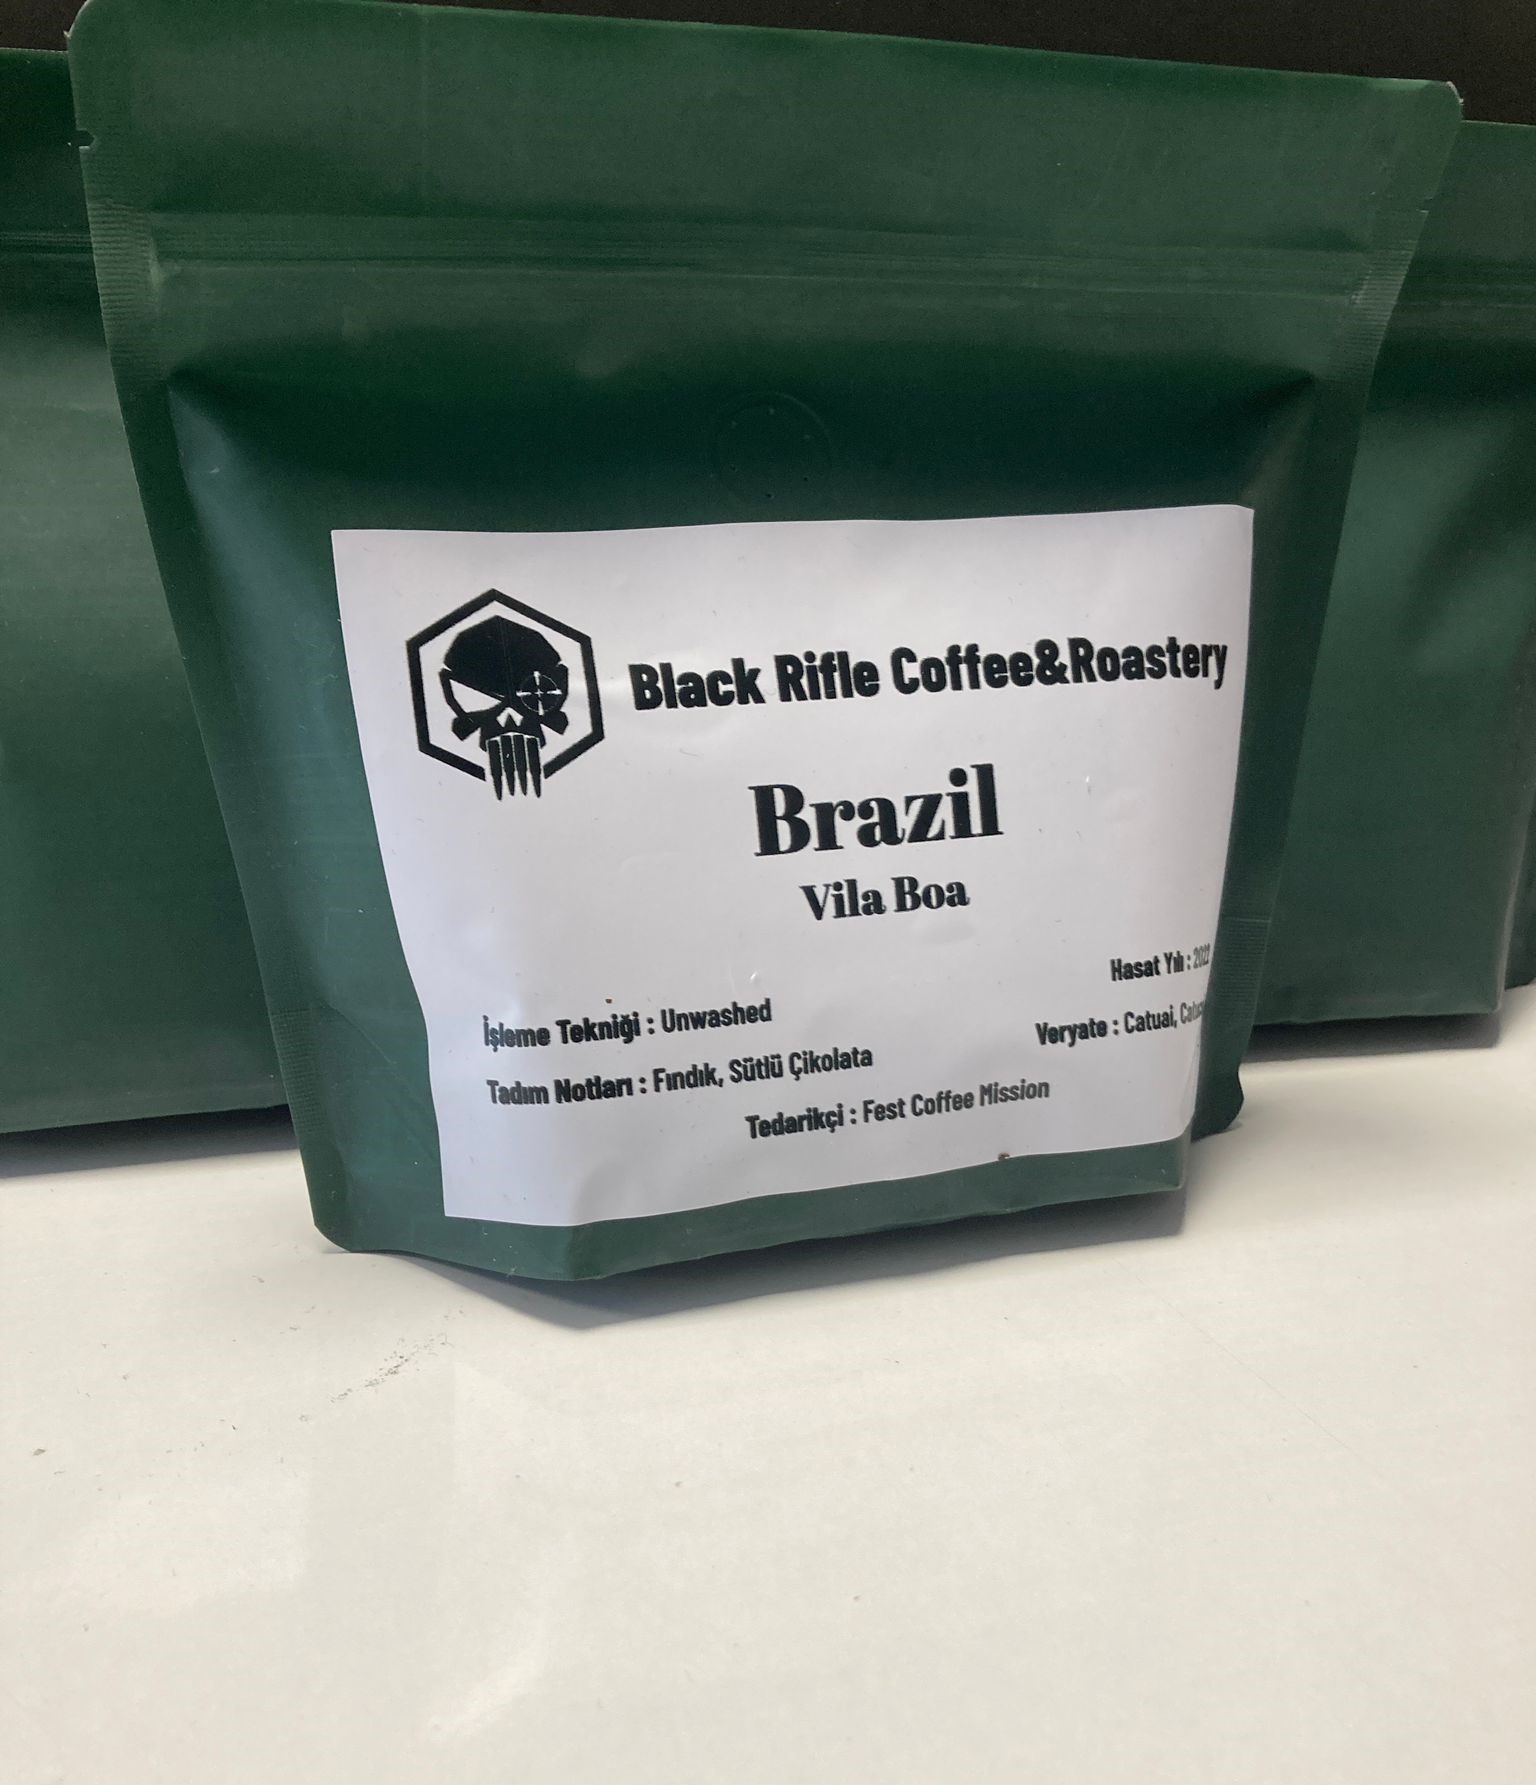 Black Rifle Coffee&Roastery
Brazil
Vila Boa
Hasat Yılı : 2022
İşleme Tekniği : Unwashed
Veryate : Catuai,
Tadım Notları : Fındık, Sütlü Çikolata
Tedarikçi : Fest Coffee Mission